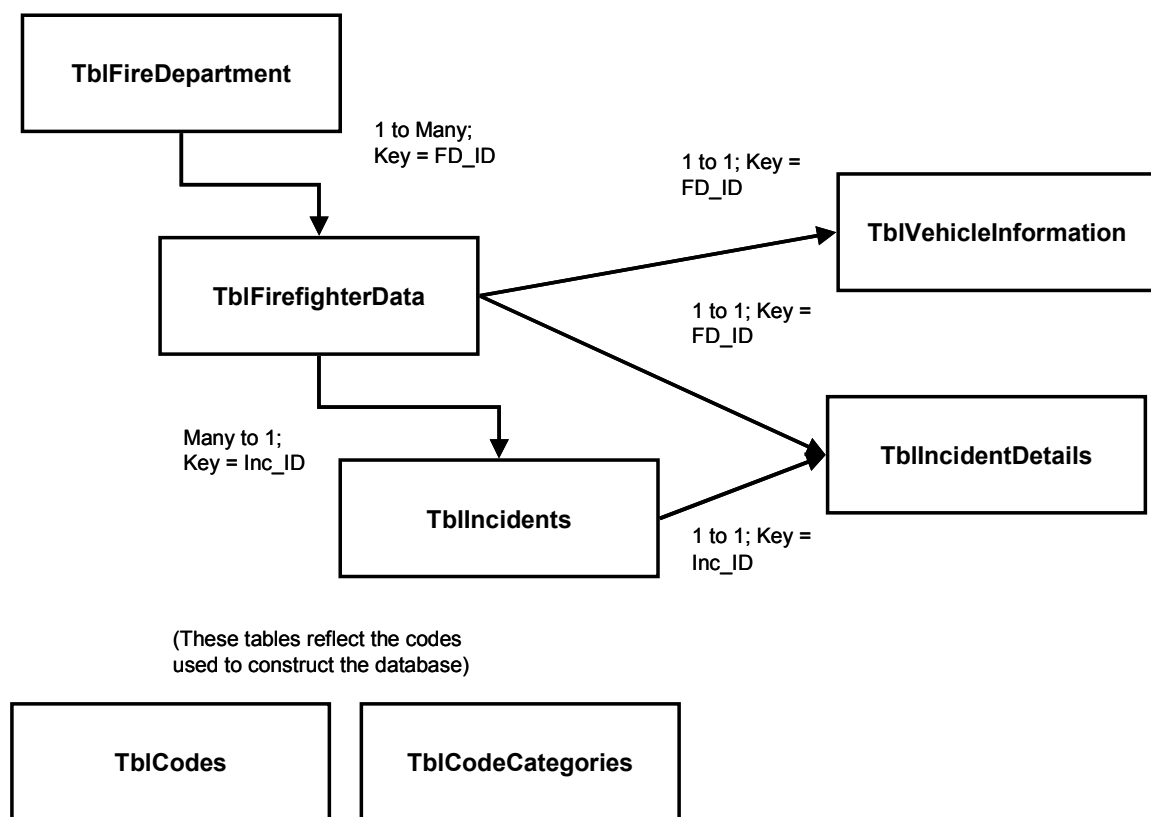 TblFireDepartment
1 to Many;
Key = FD_ID
1 to 1; Key =
FD_ID
TblVehicleInformation
TblFirefighterData
1 to 1; Key =
FD_ID
Many to 1;
Key = Inc_ID
TblIncidentDetails
TblIncidents
1 to 1; Key =
Inc_ID
(These tables reflect the codes
used to construct the database)
TblCodes
TblCodeCategories